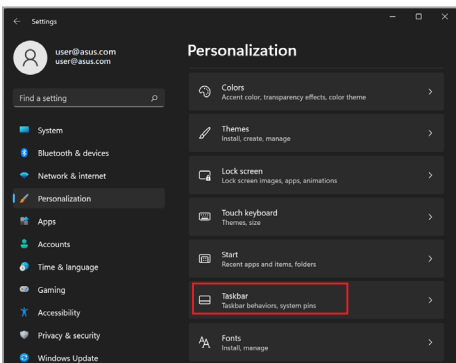 Settings
user@asus.com
user@asus.com
Find a setting
System
Bluetooth & devices
Network & internet
Personalization
Apps
Accounts
Time & language
Gaming
Accessibility
Privacy & security
Windows Update
Personalization
Colors
Accent color, transparency effects, color theme
Themes
Install, create, manage
Lock screen
Lock screen images, apps, animations
Touch keyboard
Themes, size
Start
Recent apps and items, folders
Taskbar
Taskbar behaviors, system pins
Fonts
Install, manage